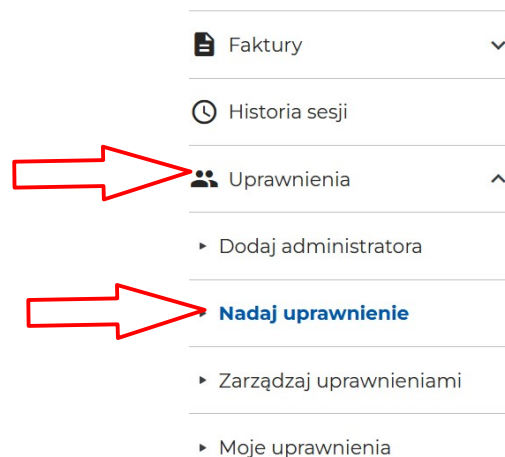 Faktury
Historia sesji
Uprawnienia
Dodaj administratora
Nadaj uprawnienie
Zarządzaj uprawnieniami
Moje uprawnienia